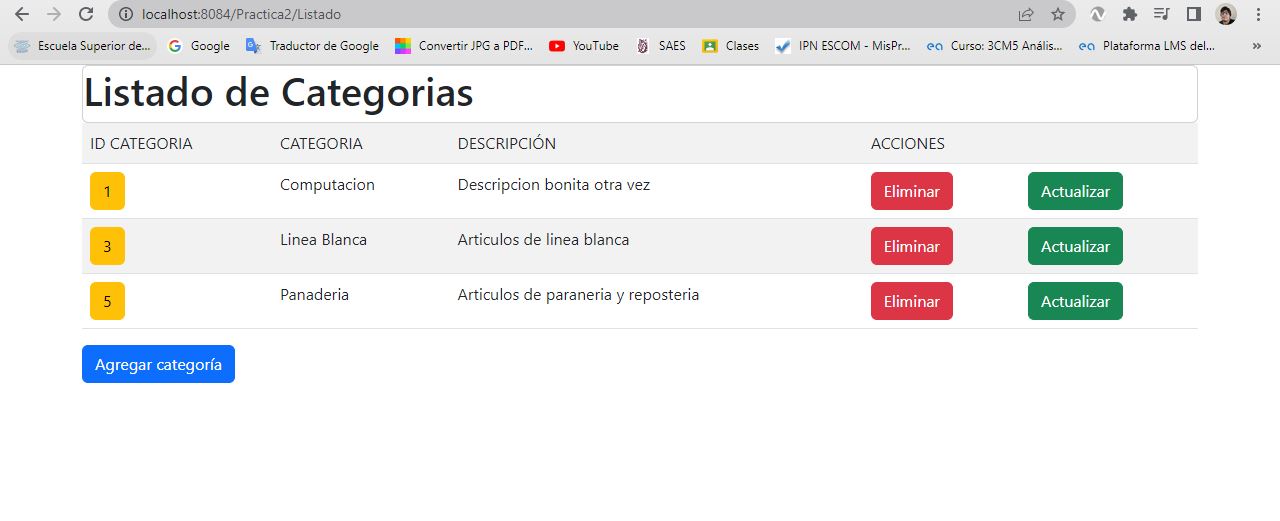 localhost:8084/Practica2/Listado
Escuela Superior de... Google Traductor de Google Convertir JPG a PDF... YouTube SAES Clases IPN ESCOM - MisPr... Curso: 3CM5 Anális... Plataforma LMS del... »
Listado de Categorias
ID CATEGORIA CATEGORIA DESCRIPCIÓN ACCIONES
1 Computacion Descripcion bonita otra vez Eliminar Actualizar
3 Linea Blanca Articulos de linea blanca Eliminar Actualizar
5 Panaderia Articulos de paraneria y reposteria Eliminar Actualizar
Agregar categoría